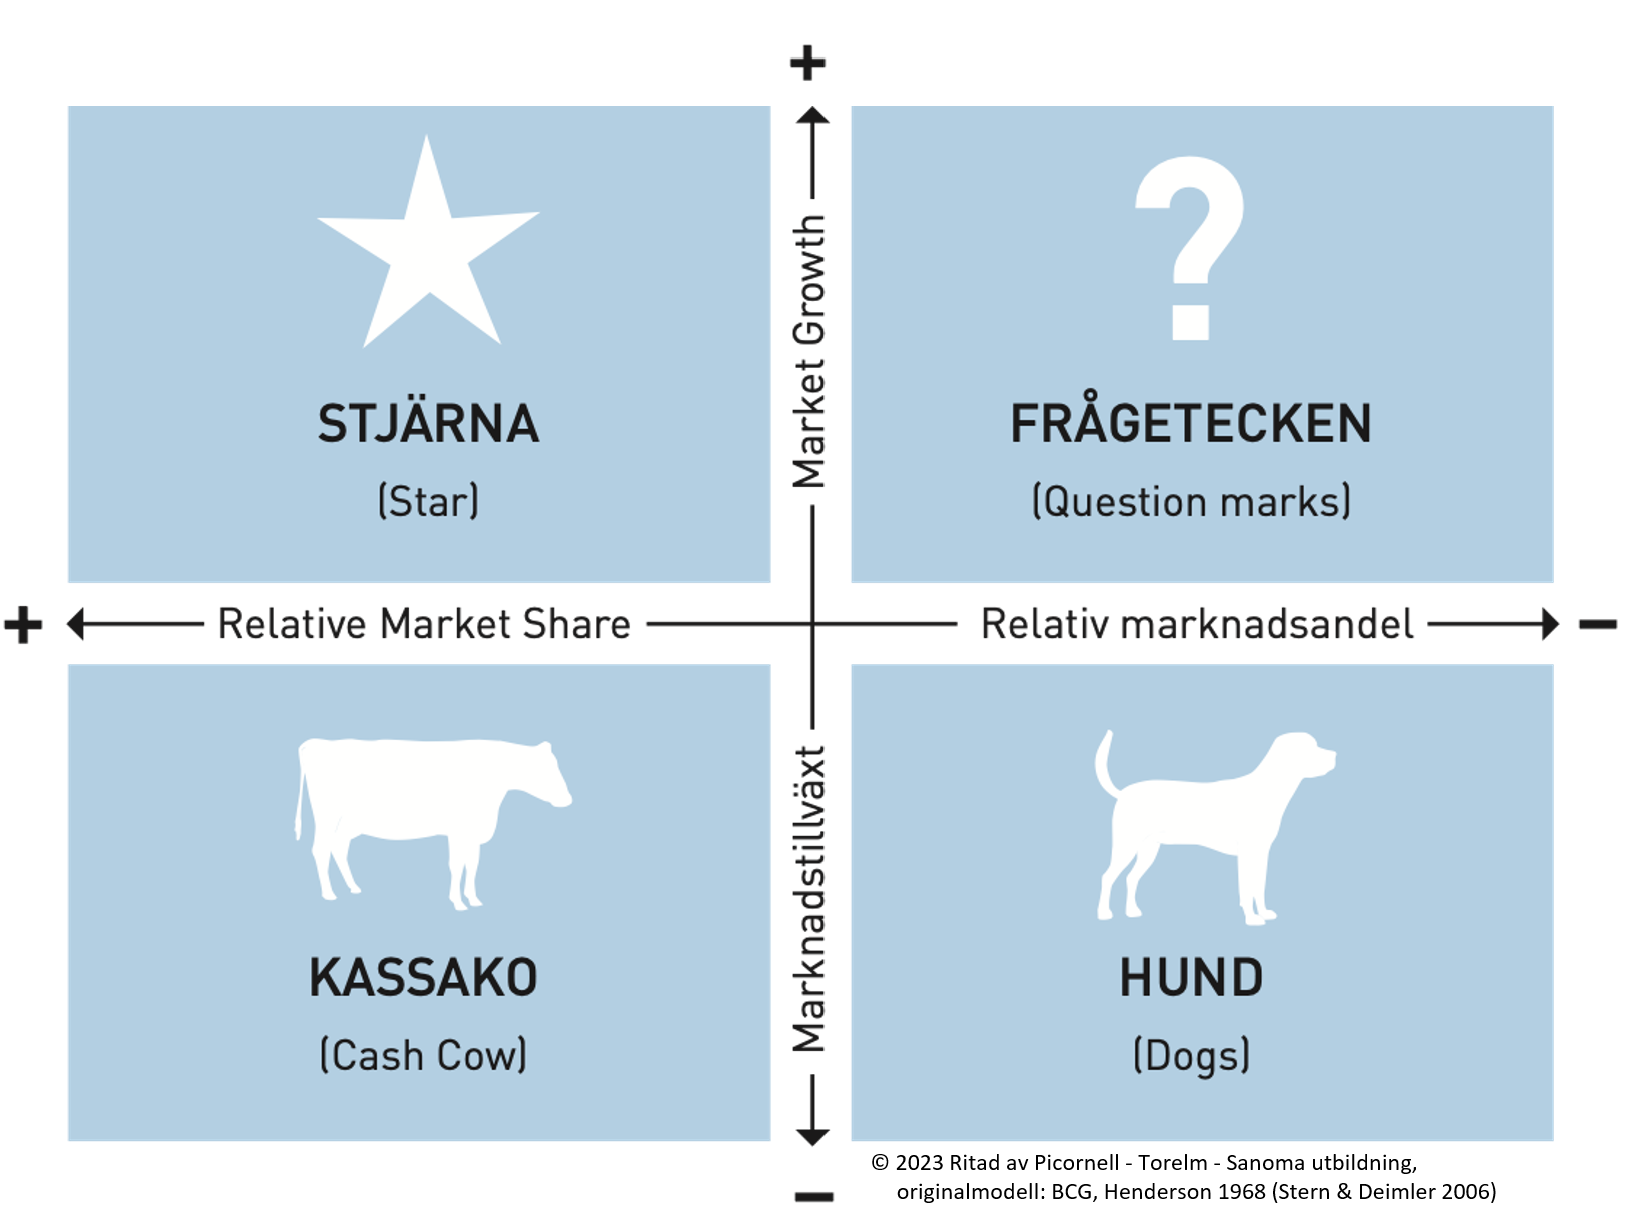 +
Market Growth
STJÄRNA
(Star)
FRÅGETECKEN
(Question marks)
+ Relative Market Share Relativ marknadsandel −
Marknadstillväxt
KASSAKO
(Cash Cow)
HUND
(Dogs)
−
© 2023 Ritad av Picornell - Torelm - Sanoma utbildning,
originalmodell: BCG, Henderson 1968 (Stern & Deimler 2006)